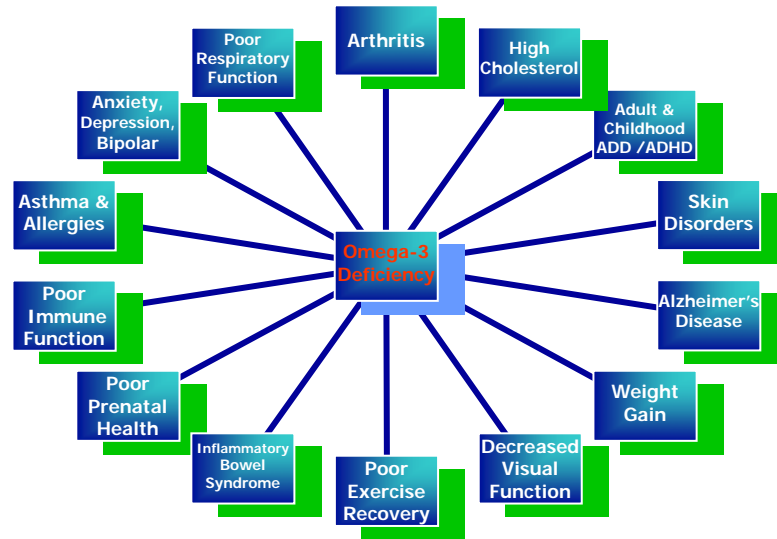 Omega-3
Deficiency
Arthritis
High
Cholesterol
Adult &
Childhood
ADD /ADHD
Skin
Disorders
Alzheimer's
Disease
Weight
Gain
Decreased
Visual
Function
Poor
Exercise
Recovery
Inflammatory
Bowel
Syndrome
Poor
Prenatal
Health
Poor
Immune
Function
Asthma &
Allergies
Anxiety,
Depression,
Bipolar
Poor
Respiratory
Function